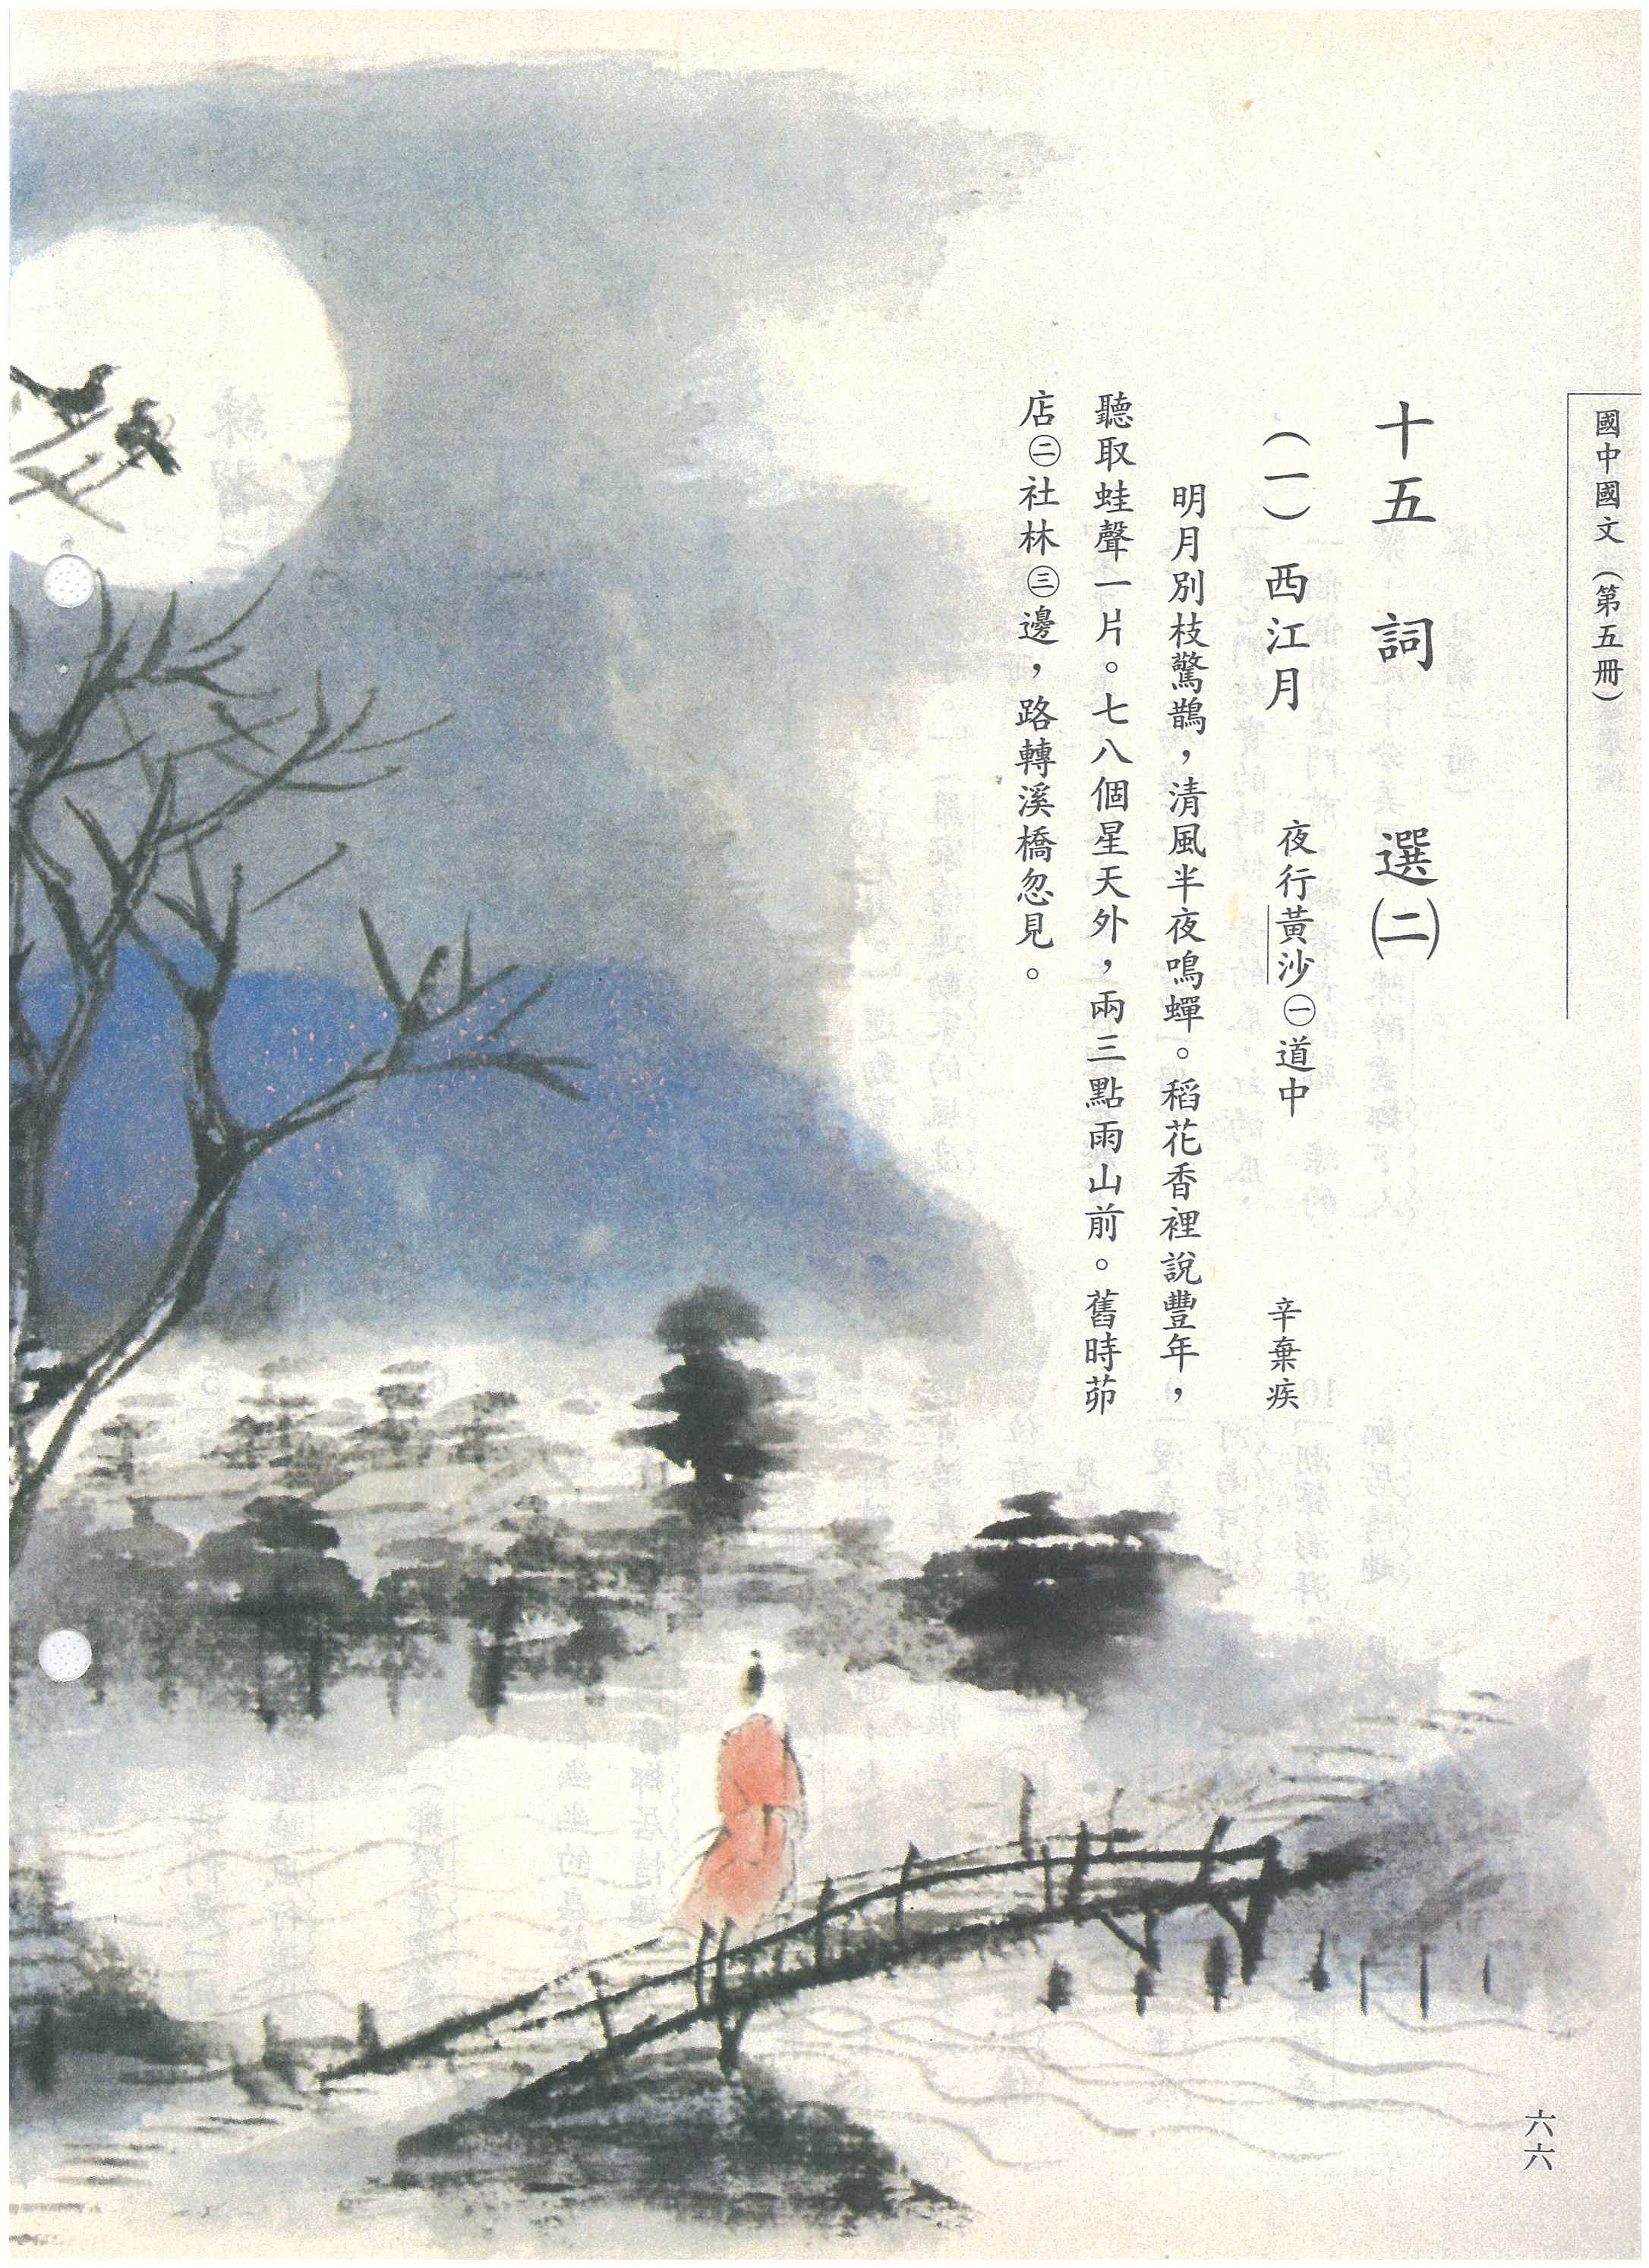 國中國文（第五冊）
十五 詞 選㈡
（一）西江月 夜行黃沙㊀道中 辛棄疾
明月別枝驚鵲，清風半夜鳴蟬。稻花香裡說豐年，
聽取蛙聲一片。七八個星天外，兩三點雨山前。舊時茆
店㊁社林㊂邊，路轉溪橋忽見。
六六